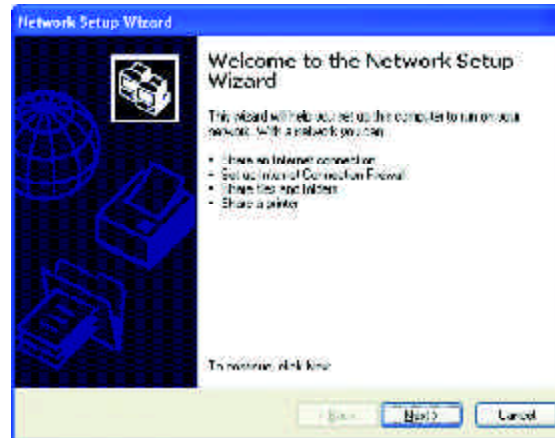 Network Setup Wizard
Welcome to the Network Setup
Wizard
This wizard will help you set up this computer to run on your
network. With a network you can:
• Share an Internet connection
• Set up Internet Connection Firewall
• Share files and folders
• Share a printer
To continue, click Next.
< Back
Next >
Cancel